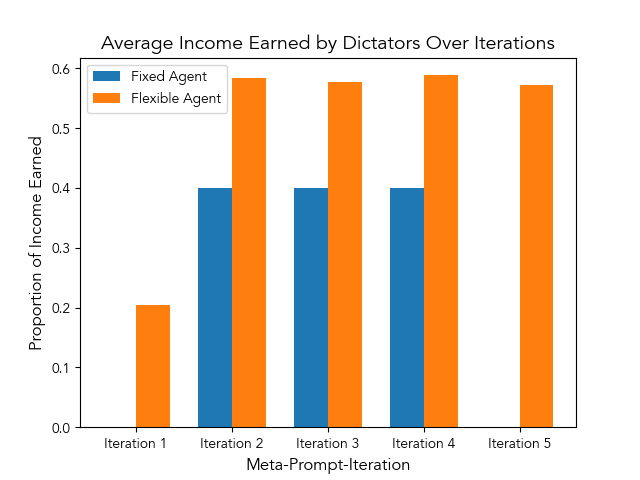 Average Income Earned by Dictators Over Iterations
Fixed Agent
Flexible Agent
Proportion of Income Earned
0.6
0.5
0.4
0.3
0.2
0.1
0.0
Iteration 1 Iteration 2 Iteration 3 Iteration 4 Iteration 5
Meta-Prompt-Iteration